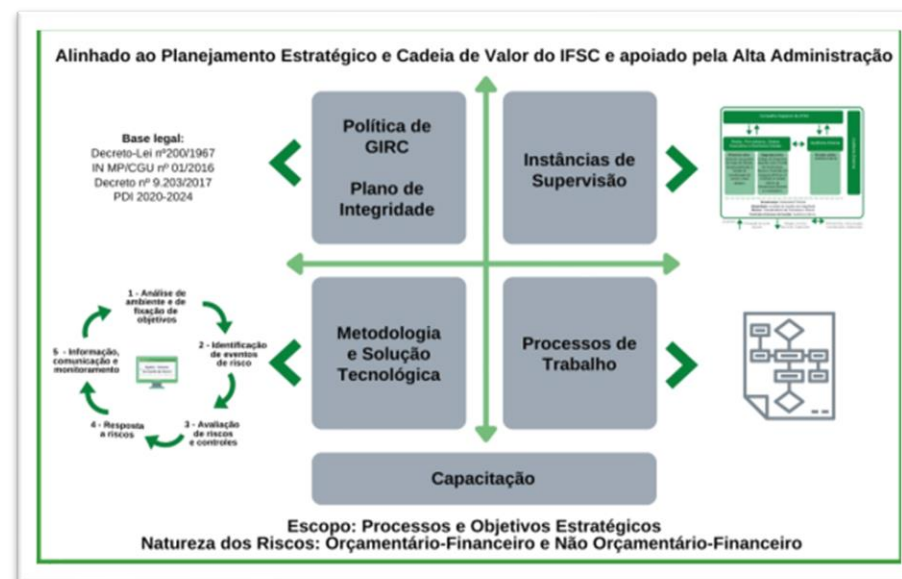 Alinhado ao Planejamento Estratégico e Cadeia de Valor do IFSC e apoiado pela Alta Administração
Base legal:
Decreto-Lei nº200/1967
IN MP/CGU nº 01/2016
Decreto nº 9.203/2017
PDI 2020-2024
Política de
GIRC
Plano de
Integridade
Instâncias de
Supervisão
1 - Análise de
ambiente e de
fixação de
objetivos
2 - Identificação
de eventos
de risco
3 - Avaliação
de riscos
e controles
4 - Resposta
a riscos
5 - Informação,
comunicação e
monitoramento
Metodologia
e Solução
Tecnológica
Processos de
Trabalho
Capacitação
Escopo: Processos e Objetivos Estratégicos
Natureza dos Riscos: Orçamentário-Financeiro e Não Orçamentário-Financeiro